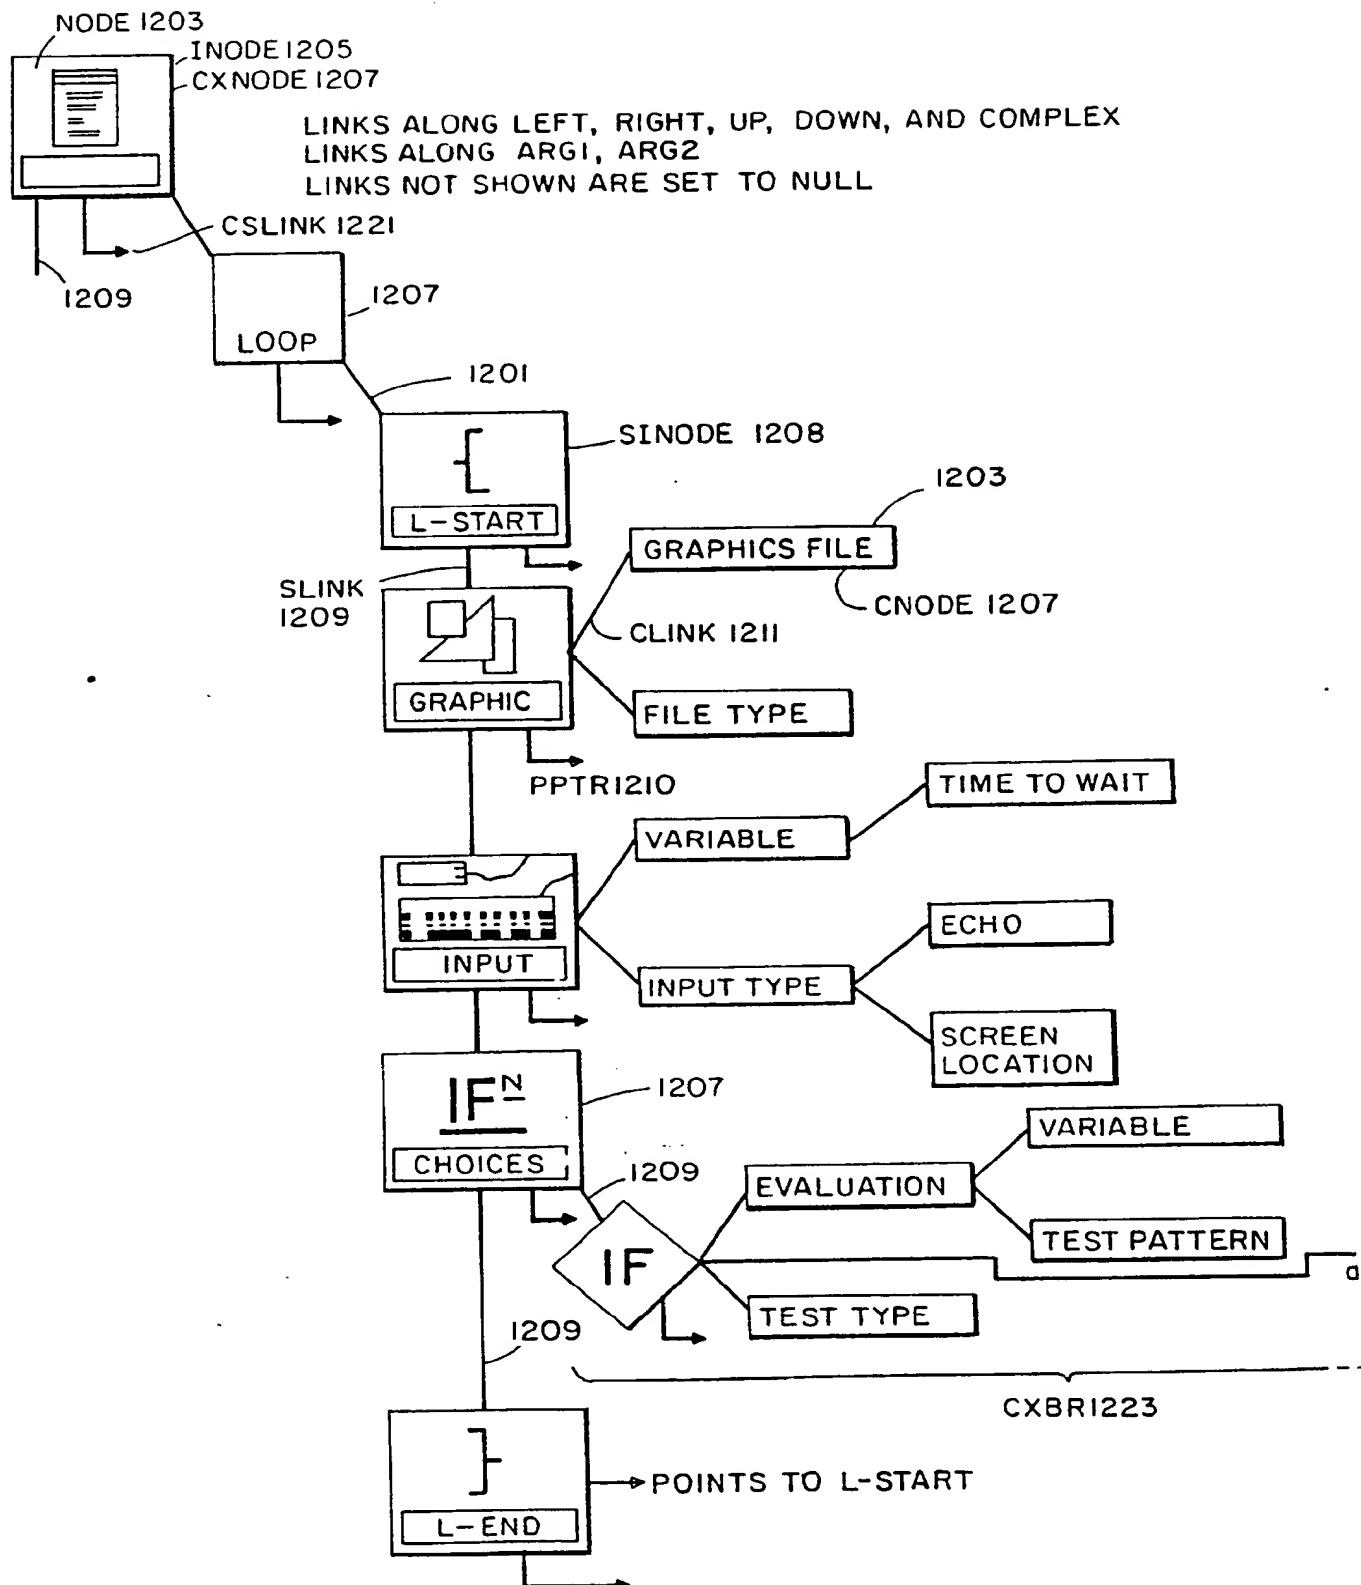 NODE 1203
INODE 1205
CXNODE 1207
LINKS ALONG LEFT, RIGHT, UP, DOWN, AND COMPLEX
LINKS ALONG ARG1, ARG2
LINKS NOT SHOWN ARE SET TO NULL
CSLINK 1221
1209
1207
LOOP
1201
SINODE 1208
L-START
1203
GRAPHICS FILE
SLINK
1209
CNODE 1207
CLINK 1211
GRAPHIC
FILE TYPE
PPTR1210
TIME TO WAIT
VARIABLE
ECHO
INPUT
INPUT TYPE
SCREEN
LOCATION
IFN
1207
CHOICES
VARIABLE
1209
EVALUATION
TEST PATTERN
IF
a
TEST TYPE
1209
CXBR1223
POINTS TO L-START
L-END